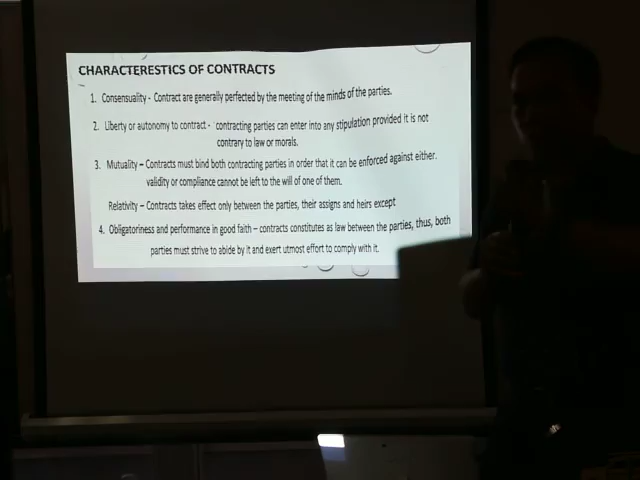 CHARACTERESTICS OF CONTRACTS
1. Consensuality - Contract are generally perfected by the meeting of the minds of the parties.
2. Liberty or autonomy to contract - contracting parties can enter into any stipulation provided it is not
contrary to law or morals.
3. Mutuality – Contracts must bind both contracting parties in order that it can be enforced against either.
validity or compliance cannot be left to the will of one of them.
Relativity – Contracts takes effect only between the parties, their assigns and heirs except
4. Obligatoriness and performance in good faith – contracts constitutes as law between the parties, thus, both
parties must strive to abide by it and exert utmost effort to comply with it.